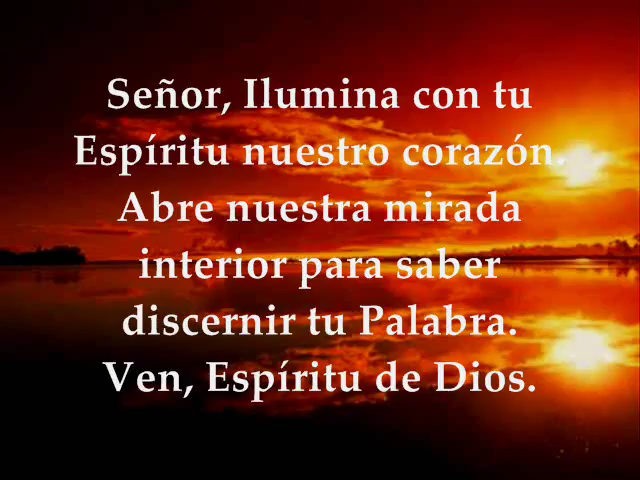 Señor, Ilumina con tu
Espíritu nuestro corazón.
Abre nuestra mirada
interior para saber
discernir tu Palabra.
Ven, Espíritu de Dios.